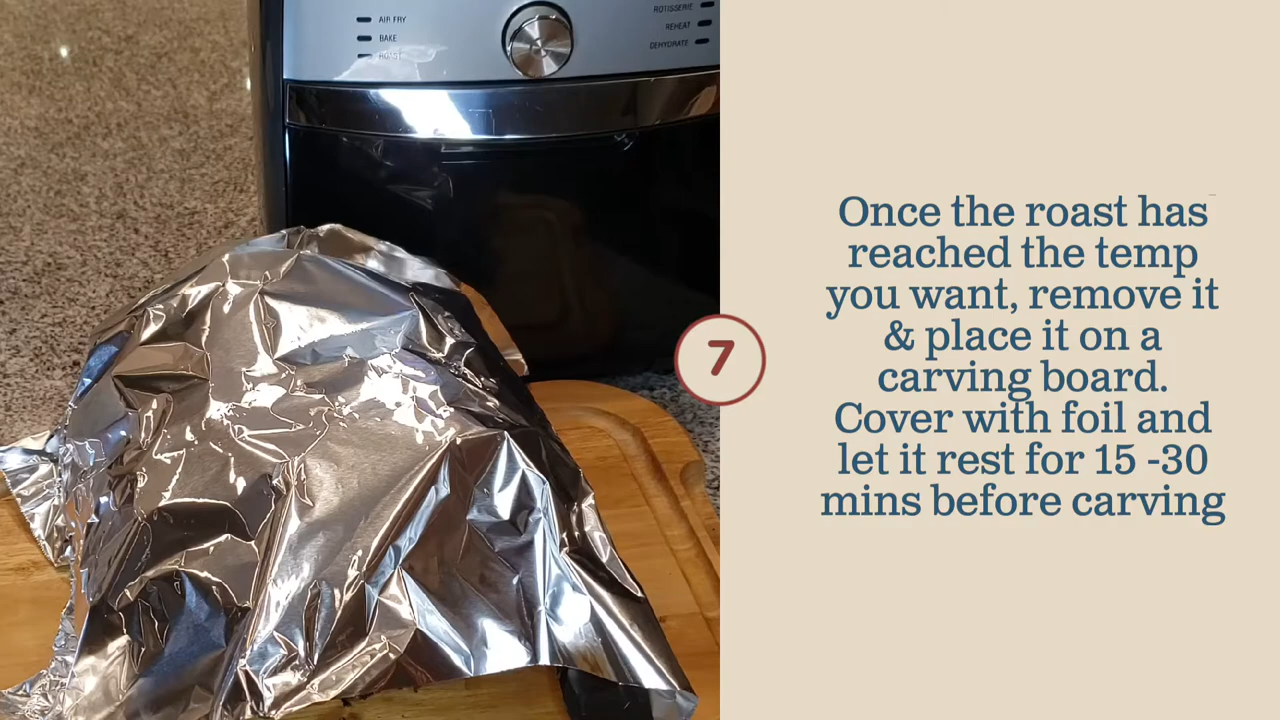 AIR FRY
BAKE
ROAST
ROTISSERIE
REHEAT
DEHYDRATE
7
Once the roast has
reached the temp
you want, remove it
& place it on a
carving board.
Cover with foil and
let it rest for 15 -30
mins before carving